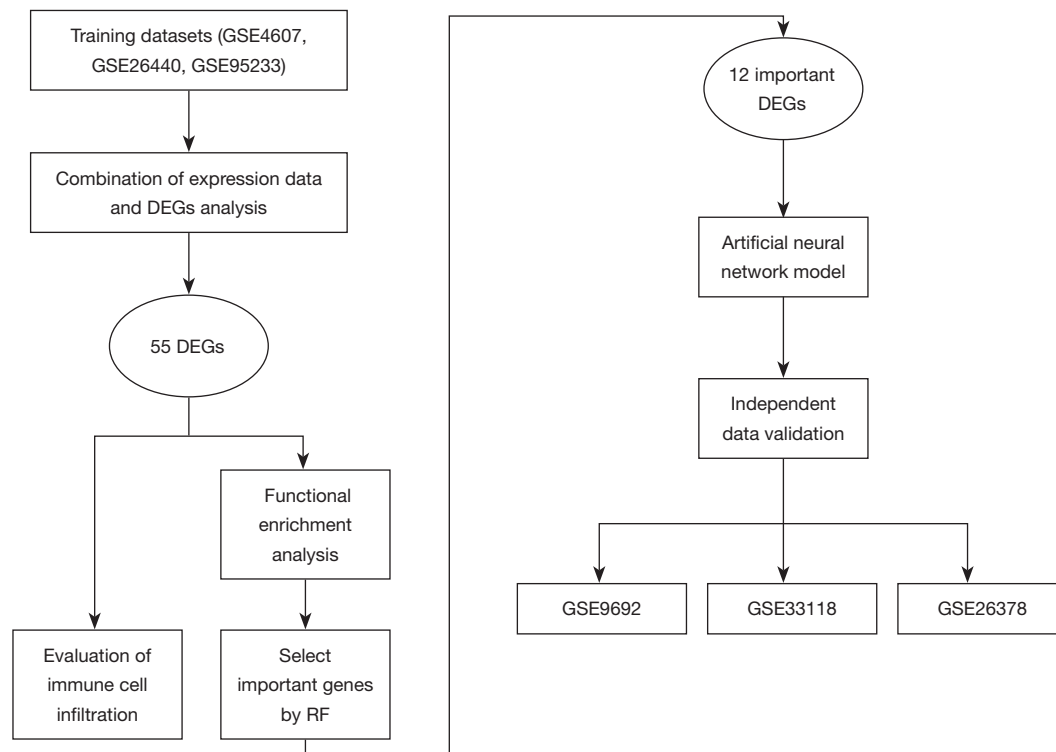 Training datasets (GSE4607,
GSE26440, GSE95233)
Combination of expression data
and DEGs analysis
55 DEGs
Functional
enrichment
analysis
Evaluation of
immune cell
infiltration
Select
important genes
by RF
12 important
DEGs
Artificial neural
network model
Independent
data validation
GSE9692
GSE33118
GSE26378